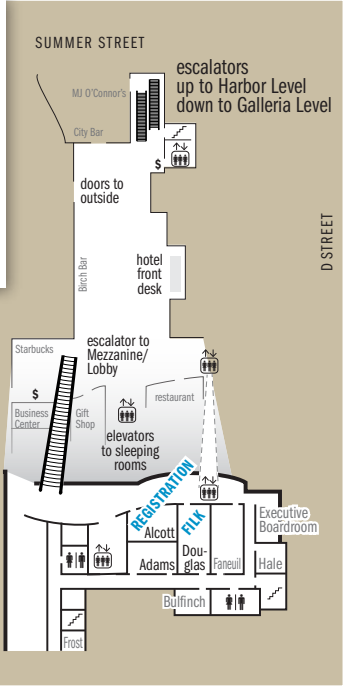 SUMMER STREET
escalators
up to Harbor Level
down to Galleria Level
MJ O'Connor's
City Bar
$
doors to
outside
D STREET
Birch Bar
hotel
front
desk
escalator to
Mezzanine/
Lobby
Starbucks
$
restaurant
Business
Center
Gift
Shop
elevators
to sleeping
rooms
REGISTRATION
FILK
Executive
Boardroom
Alcott
Adams
Dou-
glas
Faneuil
Hale
Bulfinch
Frost